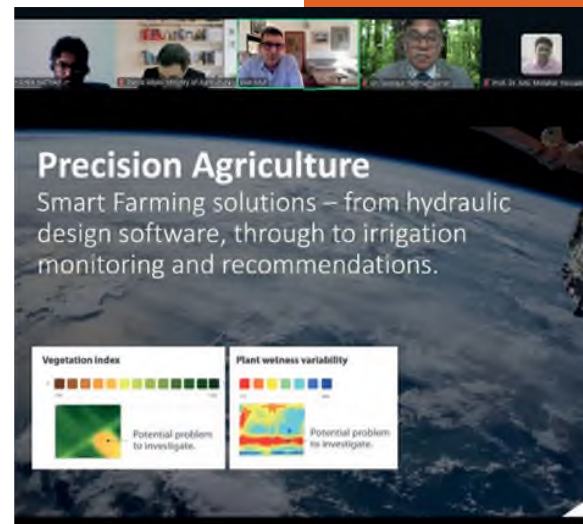 Precision Agriculture
Smart Farming solutions – from hydraulic
design software, through to irrigation
monitoring and recommendations.
Vegetation index
Potential problem
to investigate.
Plant wetness variability
Potential problem
to investigate.